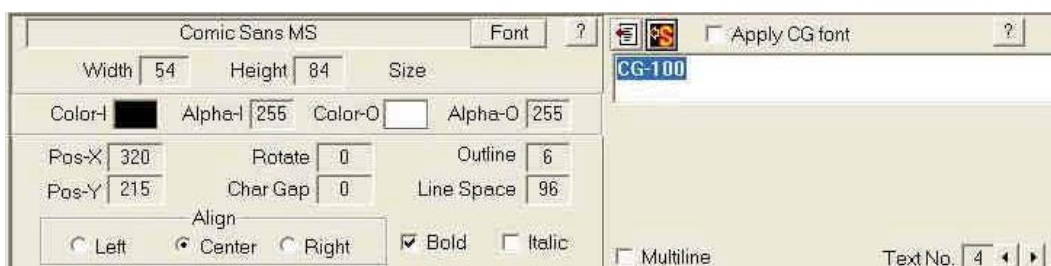 Comic Sans MS Font ? Apply CG font ?
Width 54 Height 84 Size CG-100
Color-I Alpha-I 255 Color-O Alpha-O 255
Pos-X 320 Rotate 0 Outline 6
Pos-Y 215 Char Gap 0 Line Space 96
Align
Left Center Right Bold Italic Multiline Text No. 4